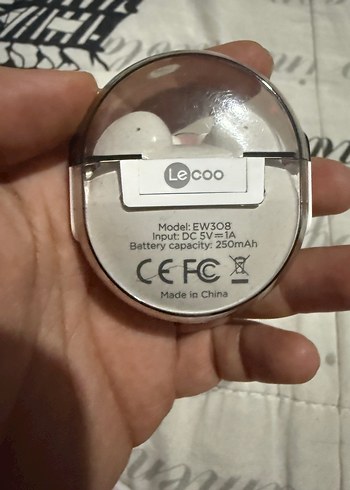 Lecoo
Model: EW308
Input: DC 5V⎓1A
Battery capacity: 250mAh
CE FC
Made in China